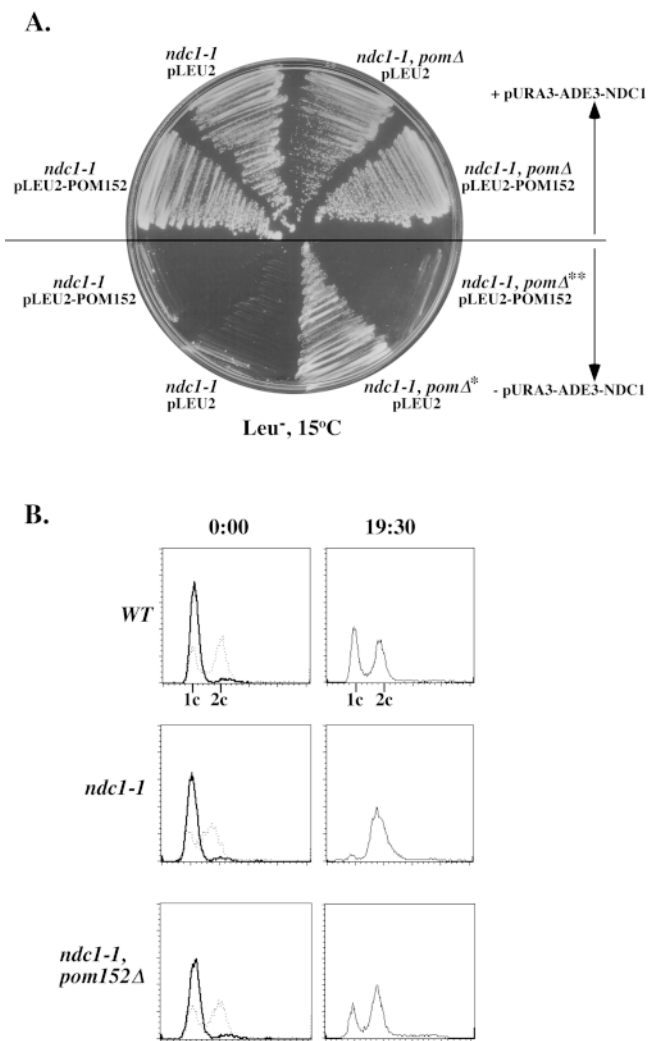 A.
ndc1-1
pLEU2
ndc1-1, pomΔ
pLEU2
+ pURA3-ADE3-NDC1
ndc1-1
pLEU2-POM152
ndc1-1, pomΔ
pLEU2-POM152
ndc1-1
pLEU2-POM152
ndc1-1, pomΔ**
pLEU2-POM152
ndc1-1
pLEU2
ndc1-1, pomΔ*
pLEU2
- pURA3-ADE3-NDC1
Leu-, 15°C
B.
0:00
19:30
WT
1c 2c
1c 2c
ndc1-1
ndc1-1,
pom152Δ